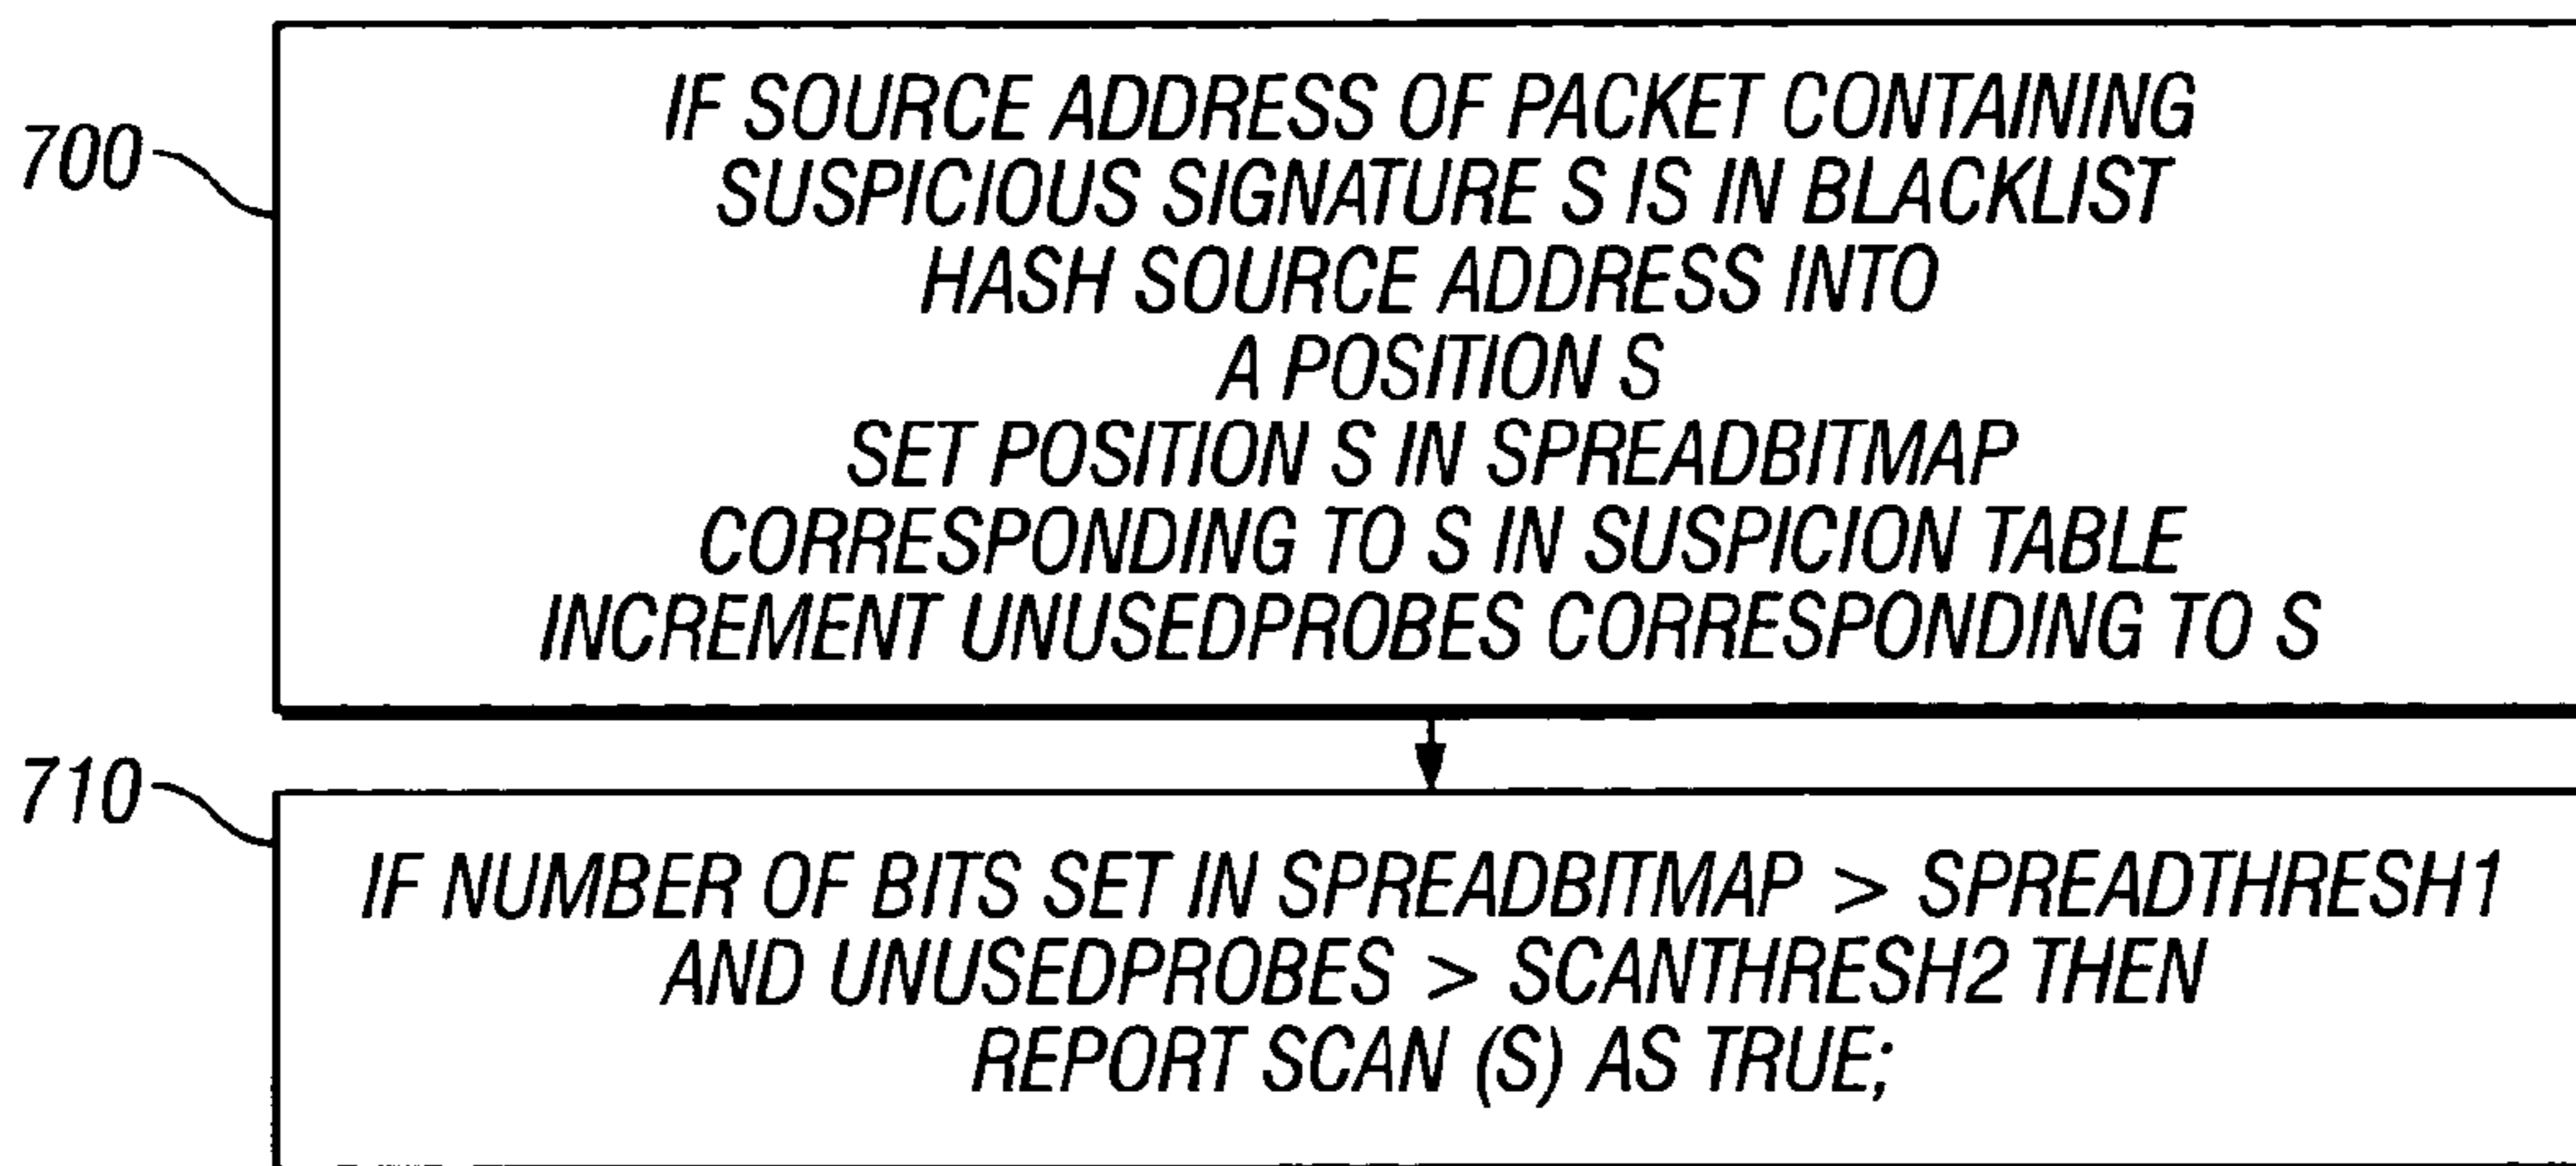 700
IF SOURCE ADDRESS OF PACKET CONTAINING
SUSPICIOUS SIGNATURE S IS IN BLACKLIST
HASH SOURCE ADDRESS INTO
A POSITION S
SET POSITION S IN SPREADBITMAP
CORRESPONDING TO S IN SUSPICION TABLE
INCREMENT UNUSEDPROBES CORRESPONDING TO S
710
IF NUMBER OF BITS SET IN SPREADBITMAP > SPREADTHRESH1
AND UNUSEDPROBES > SCANTHRESH2 THEN
REPORT SCAN (S) AS TRUE;